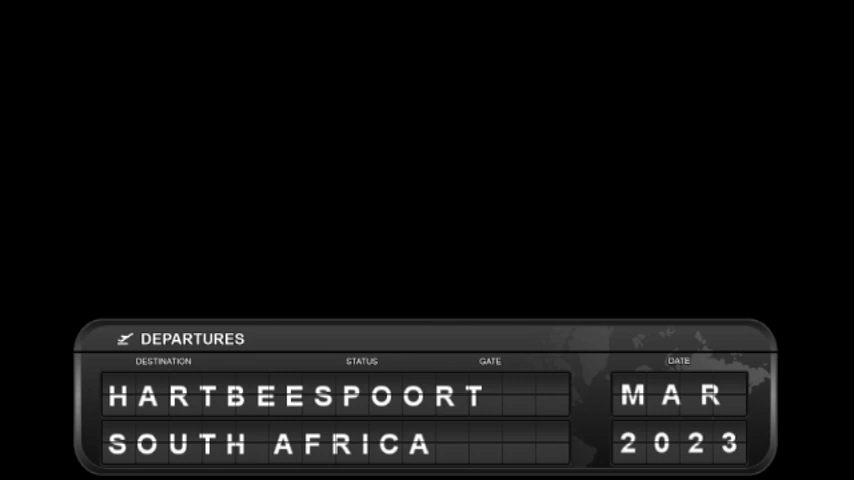 DEPARTURES
DESTINATION STATUS GATE DATE
HARTBEESPOORT MAR
SOUTH AFRICA 2023